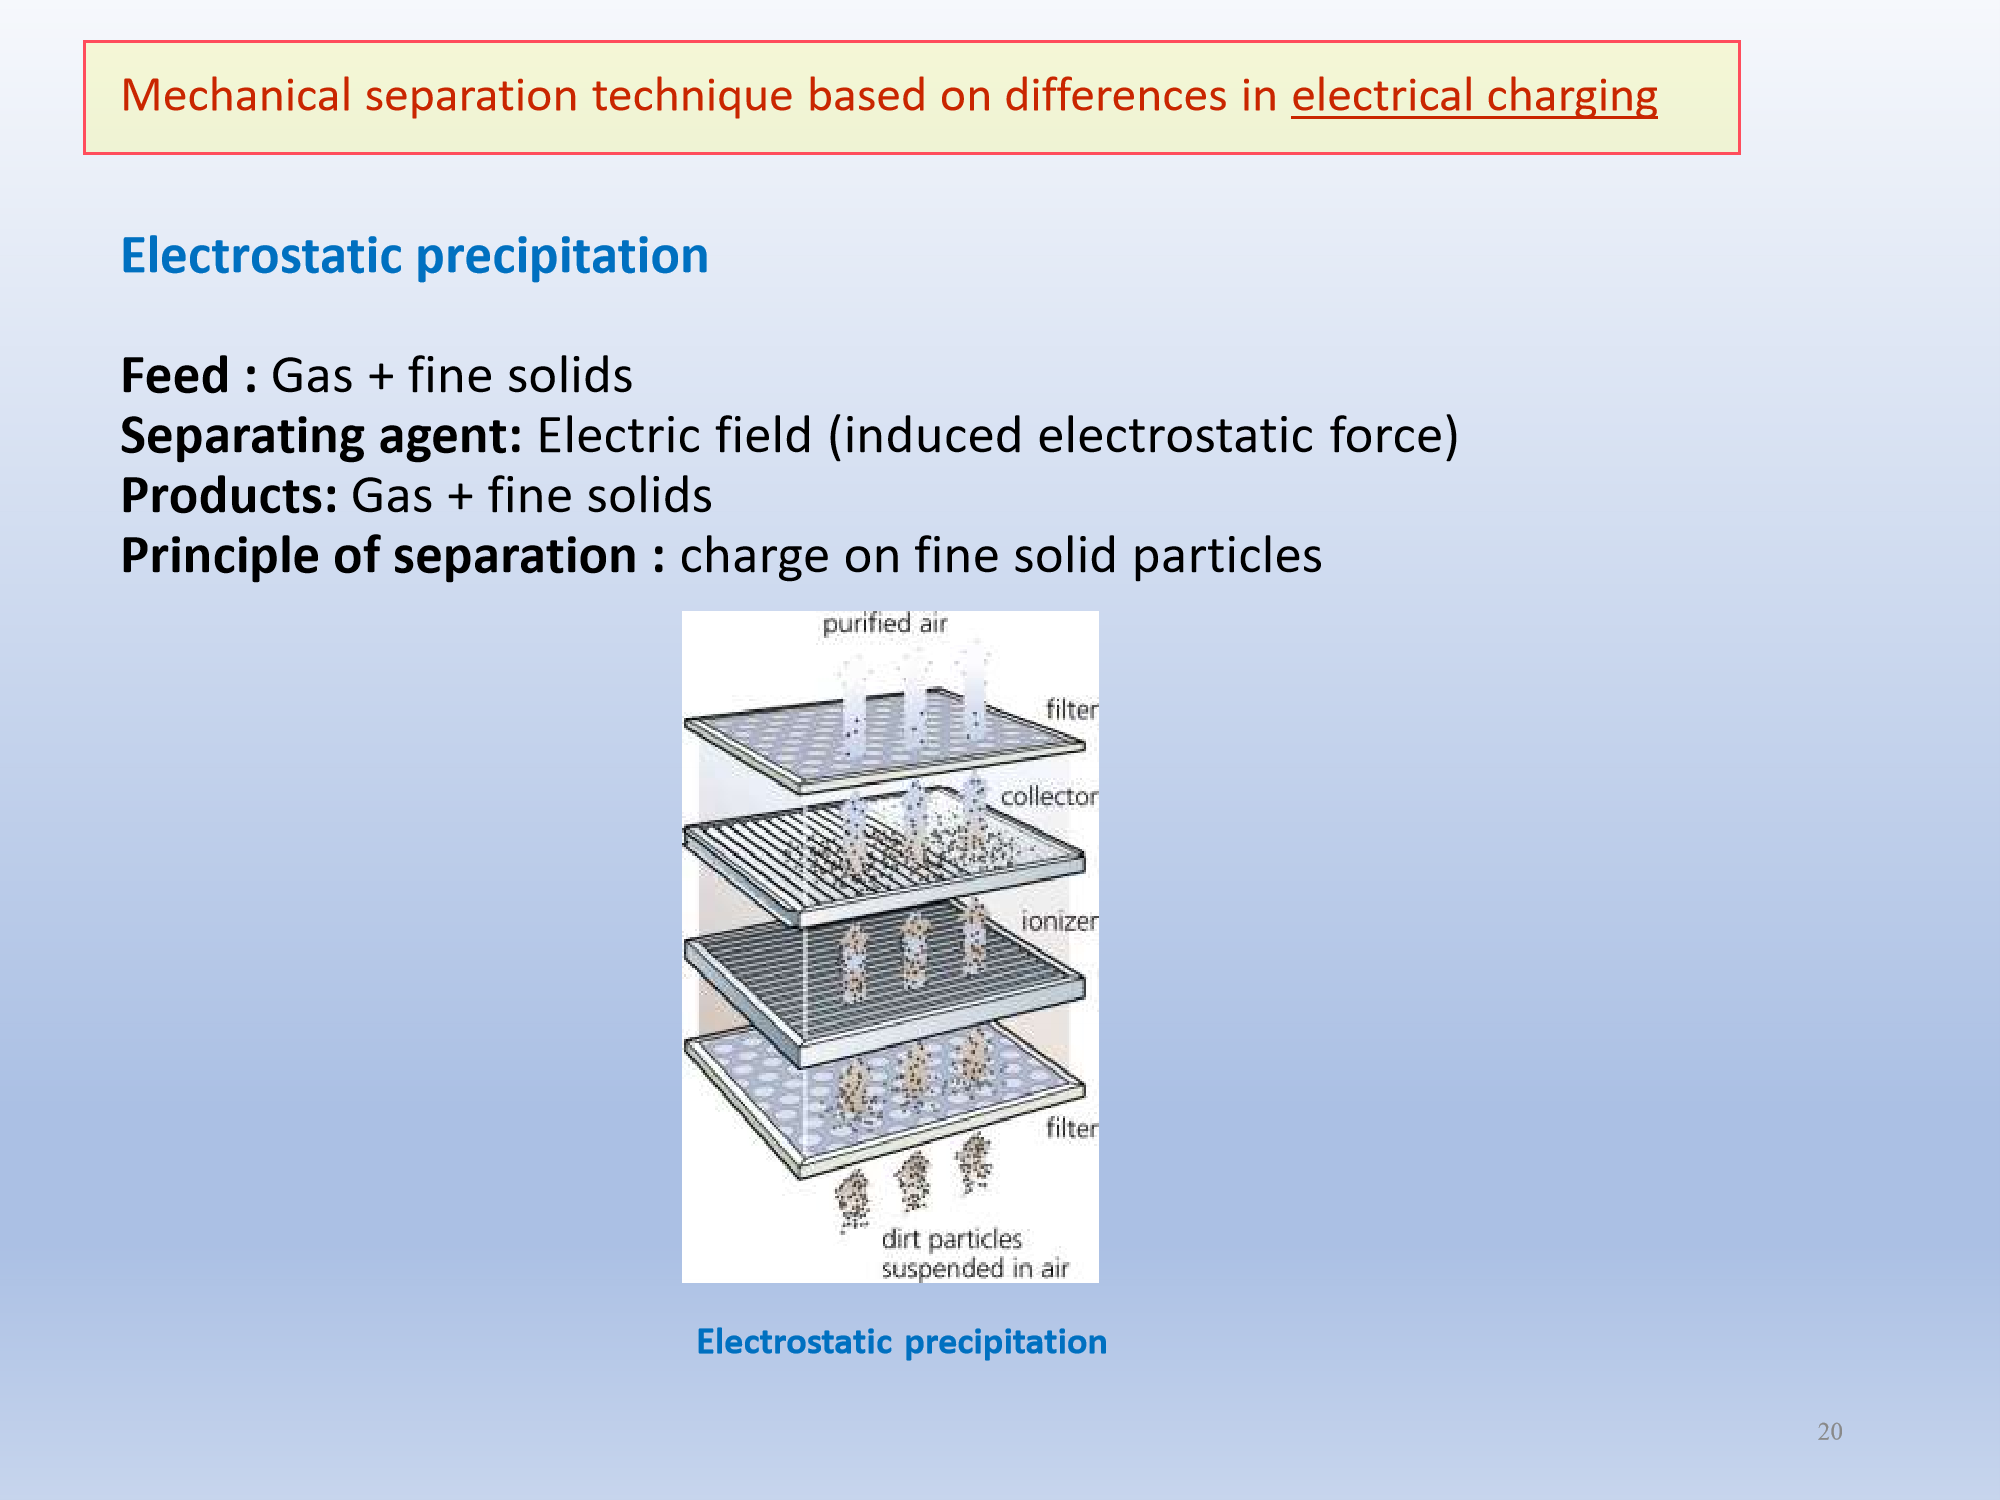 Mechanical separation technique based on differences in electrical charging
Electrostatic precipitation
Feed : Gas + fine solids
Separating agent: Electric field (induced electrostatic force)
Products: Gas + fine solids
Principle of separation : charge on fine solid particles
purified air
filter
collector
ionizer
filter
dirt particles
suspended in air
Electrostatic precipitation
20